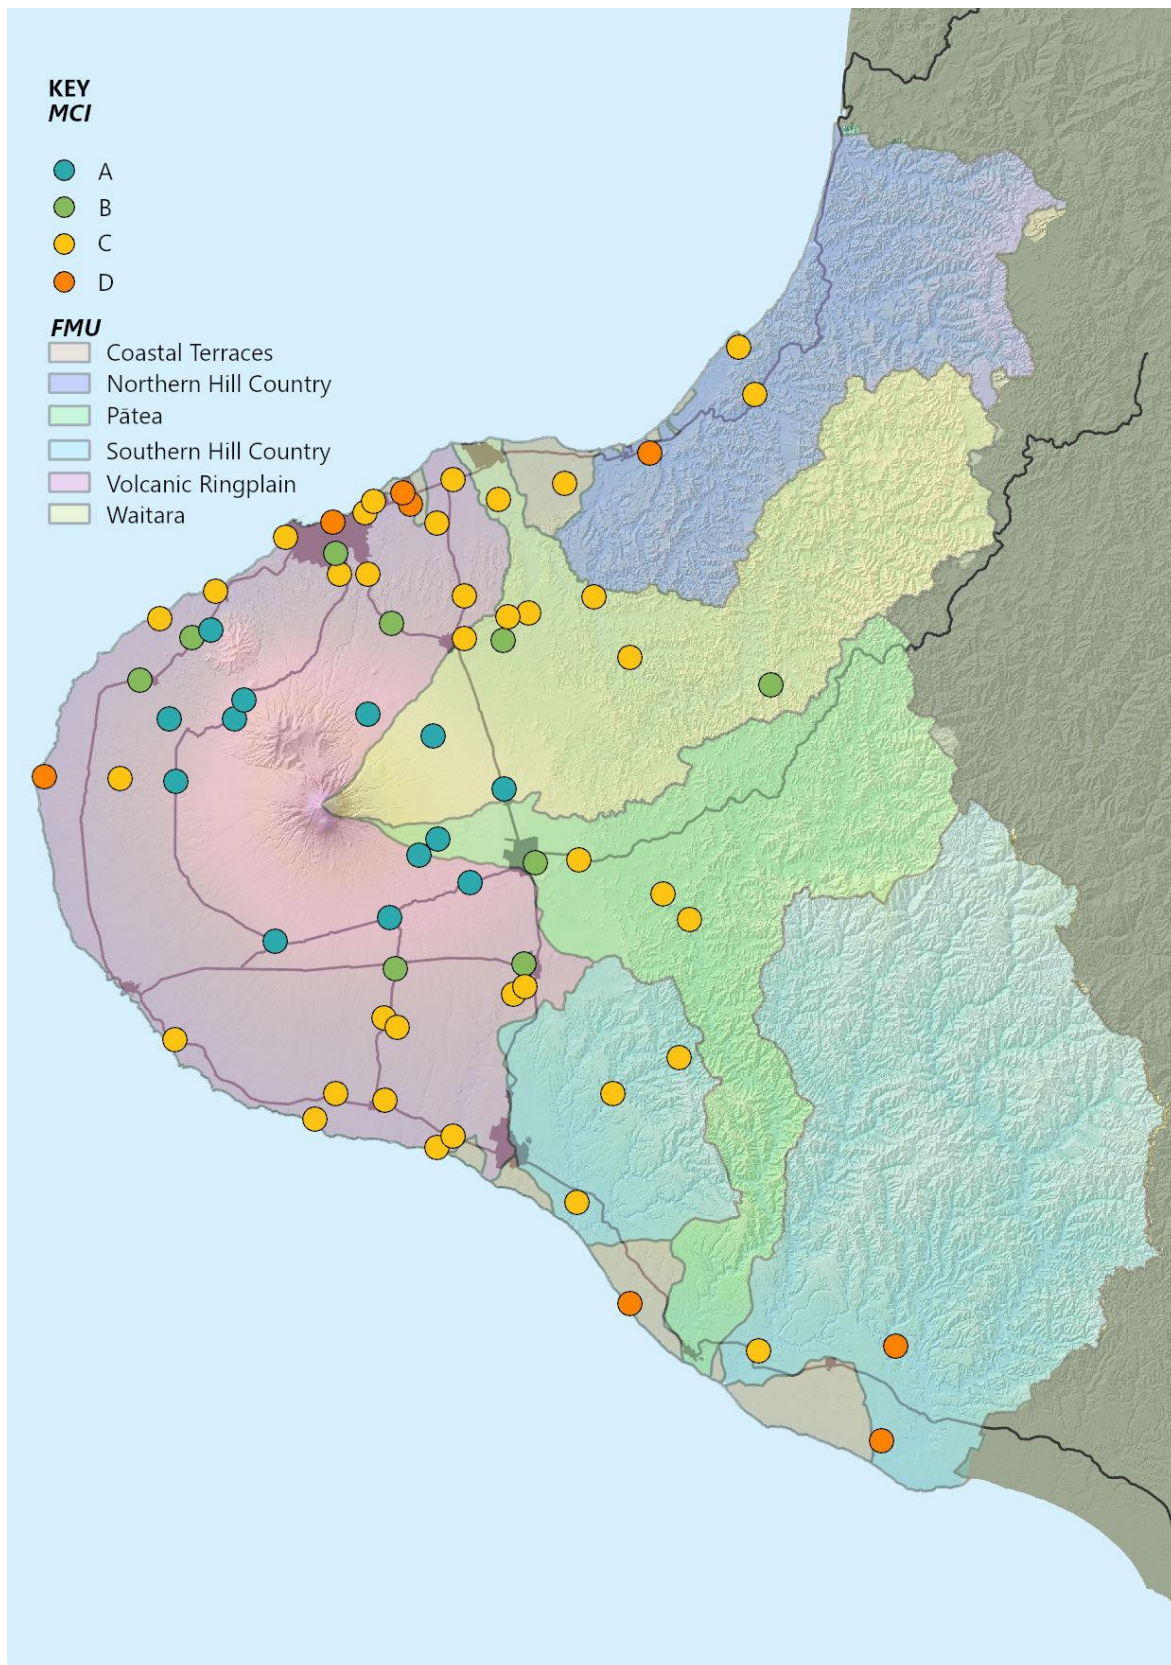 KEY
MCI
A
B
C
D
FMU
Coastal Terraces
Northern Hill Country
Pātea
Southern Hill Country
Volcanic Ringplain
Waitara